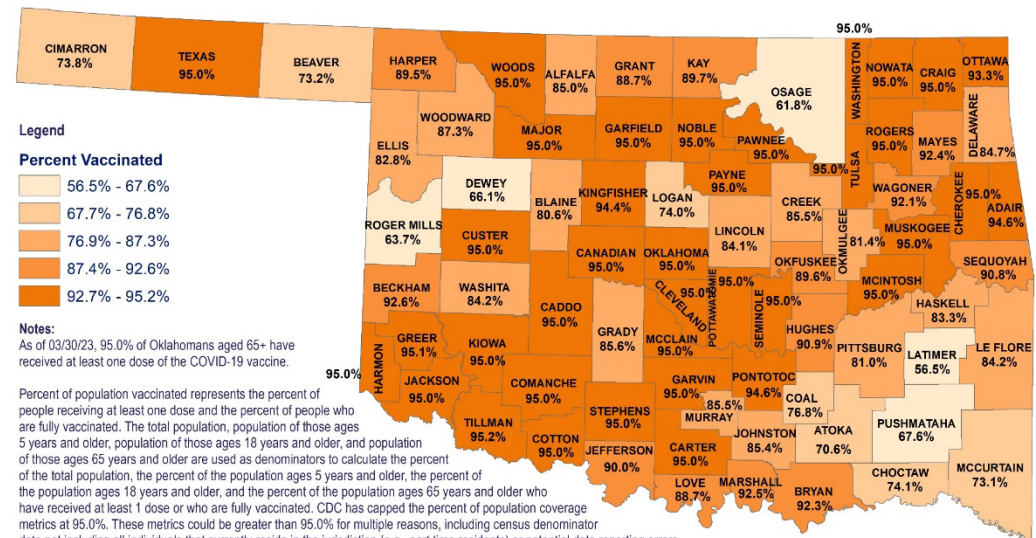 95.0%
CIMARRON
73.8%
TEXAS
95.0%
BEAVER
73.2%
HARPER
89.5%
WOODS
95.0%
ALFALFA
85.0%
GRANT
88.7%
KAY
89.7%
OSAGE
61.8%
WASHINGTON
NOWATA
95.0%
CRAIG
95.0%
OTTAWA
93.3%
WOODWARD
87.3%
ELLIS
82.8%
MAJOR
95.0%
GARFIELD
95.0%
NOBLE
95.0%
PAWNEE
95.0%
95.0%
TULSA
ROGERS
95.0%
MAYES
92.4%
DELAWARE
84.7%
Legend
Percent Vaccinated
56.5% - 67.6%
67.7% - 76.8%
76.9% - 87.3%
87.4% - 92.6%
92.7% - 95.2%
ROGER MILLS
63.7%
DEWEY
66.1%
CUSTER
95.0%
BLAINE
80.6%
KINGFISHER
94.4%
LOGAN
74.0%
PAYNE
95.0%
LINCOLN
84.1%
CREEK
85.5%
OKMULGEE
81.4%
WAGONER
92.1%
CHEROKEE
95.0%
ADAIR
94.6%
MUSKOGEE
95.0%
SEQUOYAH
90.8%
CANADIAN
95.0%
OKLAHOMA
95.0%
OKFUSKEE
89.6%
MCINTOSH
95.0%
HASKELL
83.3%
BECKHAM
92.6%
WASHITA
84.2%
CADDO
95.0%
GRADY
85.6%
CLEVELAND
95.0%
POTTAWATOMIE
95.0%
SEMINOLE
95.0%
HUGHES
90.9%
PITTSBURG
81.0%
LATIMER
56.5%
LE FLORE
84.2%
MCCLAIN
95.0%
95.0%
HARMON
GREER
95.1%
KIOWA
95.0%
JACKSON
95.0%
COMANCHE
95.0%
TILLMAN
95.2%
COTTON
95.0%
STEPHENS
95.0%
JEFFERSON
90.0%
GARVIN
95.0%
PONTOTOC
94.6%
COAL
76.8%
85.5%
MURRAY
JOHNSTON
85.4%
ATOKA
70.6%
PUSHMATAHA
67.6%
CARTER
95.0%
LOVE
88.7%
MARSHALL
92.5%
BRYAN
92.3%
CHOCTAW
74.1%
MCCURTAIN
73.1%
Notes:
As of 03/30/23, 95.0% of Oklahomans aged 65+ have
received at least one dose of the COVID-19 vaccine.
Percent of population vaccinated represents the percent of
people receiving at least one dose and the percent of people who
are fully vaccinated. The total population, population of those ages
5 years and older, population of those ages 18 years and older, and population
of those ages 65 years and older are used as denominators to calculate the percent
of the total population, the percent of the population ages 5 years and older, the percent of
the population ages 18 years and older, and the percent of the population ages 65 years and older who
have received at least 1 dose or who are fully vaccinated. CDC has capped the percent of population coverage
metrics at 95.0%. These metrics could be greater than 95.0% for multiple reasons, including census denominator